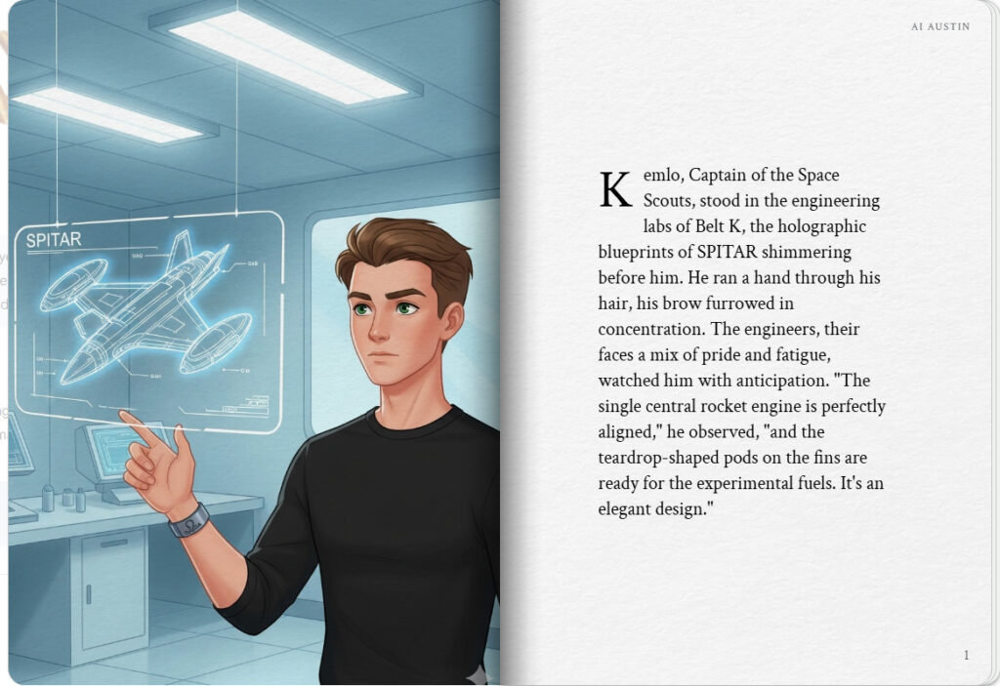 SPITAR
AI AUSTIN
Kemlo, Captain of the Space
Scouts, stood in the engineering
labs of Belt K, the holographic
blueprints of SPITAR shimmering
before him. He ran a hand through his
hair, his brow furrowed in
concentration. The engineers, their
faces a mix of pride and fatigue,
watched him with anticipation. "The
single central rocket engine is perfectly
aligned," he observed, "and the
teardrop-shaped pods on the fins are
ready for the experimental fuels. It's an
elegant design."
1